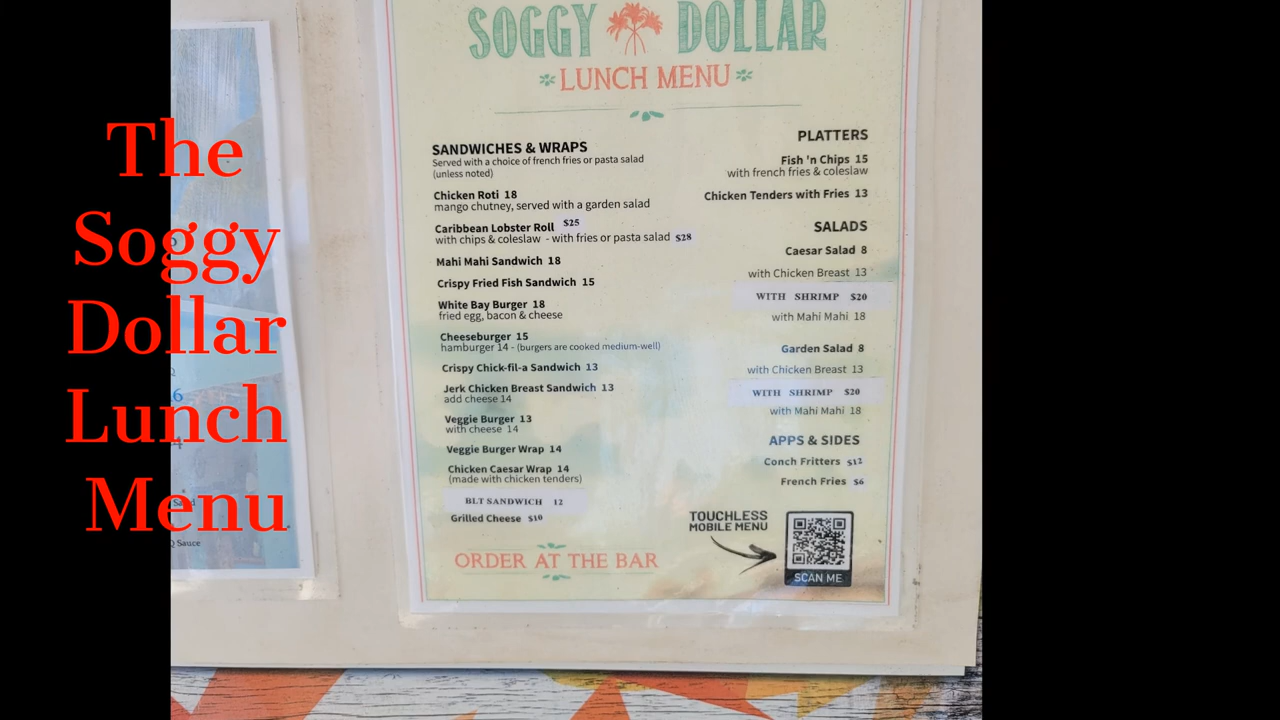 The
Soggy
Dollar
Lunch
Menu
Sauce
SOGGY DOLLAR
LUNCH MENU
SANDWICHES & WRAPS
Served with a choice of french fries or pasta salad
(unless noted)
Chicken Roti 18
mango chutney, served with a garden salad
Caribbean Lobster Roll $25
with chips & coleslaw - with fries or pasta salad $28
Mahi Mahi Sandwich 18
Crispy Fried Fish Sandwich 15
White Bay Burger 18
fried egg, bacon & cheese
Cheeseburger 15
hamburger 14 - (burgers are cooked medium-well)
Crispy Chick-fil-a Sandwich 13
Jerk Chicken Breast Sandwich 13
add cheese 14
Veggie Burger 13
with cheese 14
Veggie Burger Wrap 14
Chicken Caesar Wrap 14
(made with chicken tenders)
BLT SANDWICH 12
Grilled Cheese $10
ORDER AT THE BAR
PLATTERS
Fish 'n Chips 15
with french fries & coleslaw
Chicken Tenders with Fries 13
SALADS
Caesar Salad 8
with Chicken Breast 13
WITH SHRIMP $20
with Mahi Mahi 18
Garden Salad 8
with Chicken Breast 13
WITH SHRIMP $20
with Mahi Mahi 18
APPS & SIDES
Conch Fritters $12
French Fries $6
TOUCHLESS
MOBILE MENU
SCAN ME